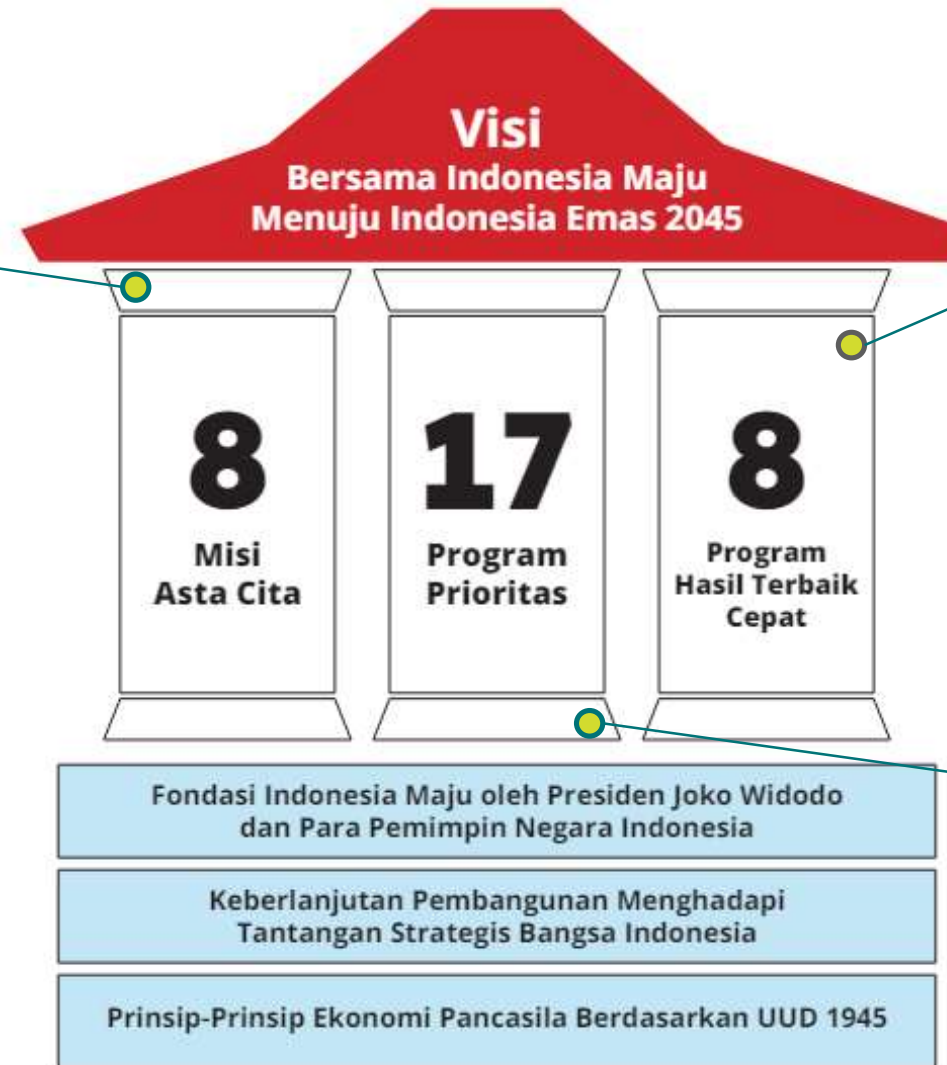 Visi
Bersama Indonesia Maju
Menuju Indonesia Emas 2045
8
Misi
Asta Cita
17
Program
Prioritas
8
Program
Hasil Terbaik
Cepat
Fondasi Indonesia Maju oleh Presiden Joko Widodo
dan Para Pemimpin Negara Indonesia
Keberlanjutan Pembangunan Menghadapi
Tantangan Strategis Bangsa Indonesia
Prinsip-Prinsip Ekonomi Pancasila Berdasarkan UUD 1945